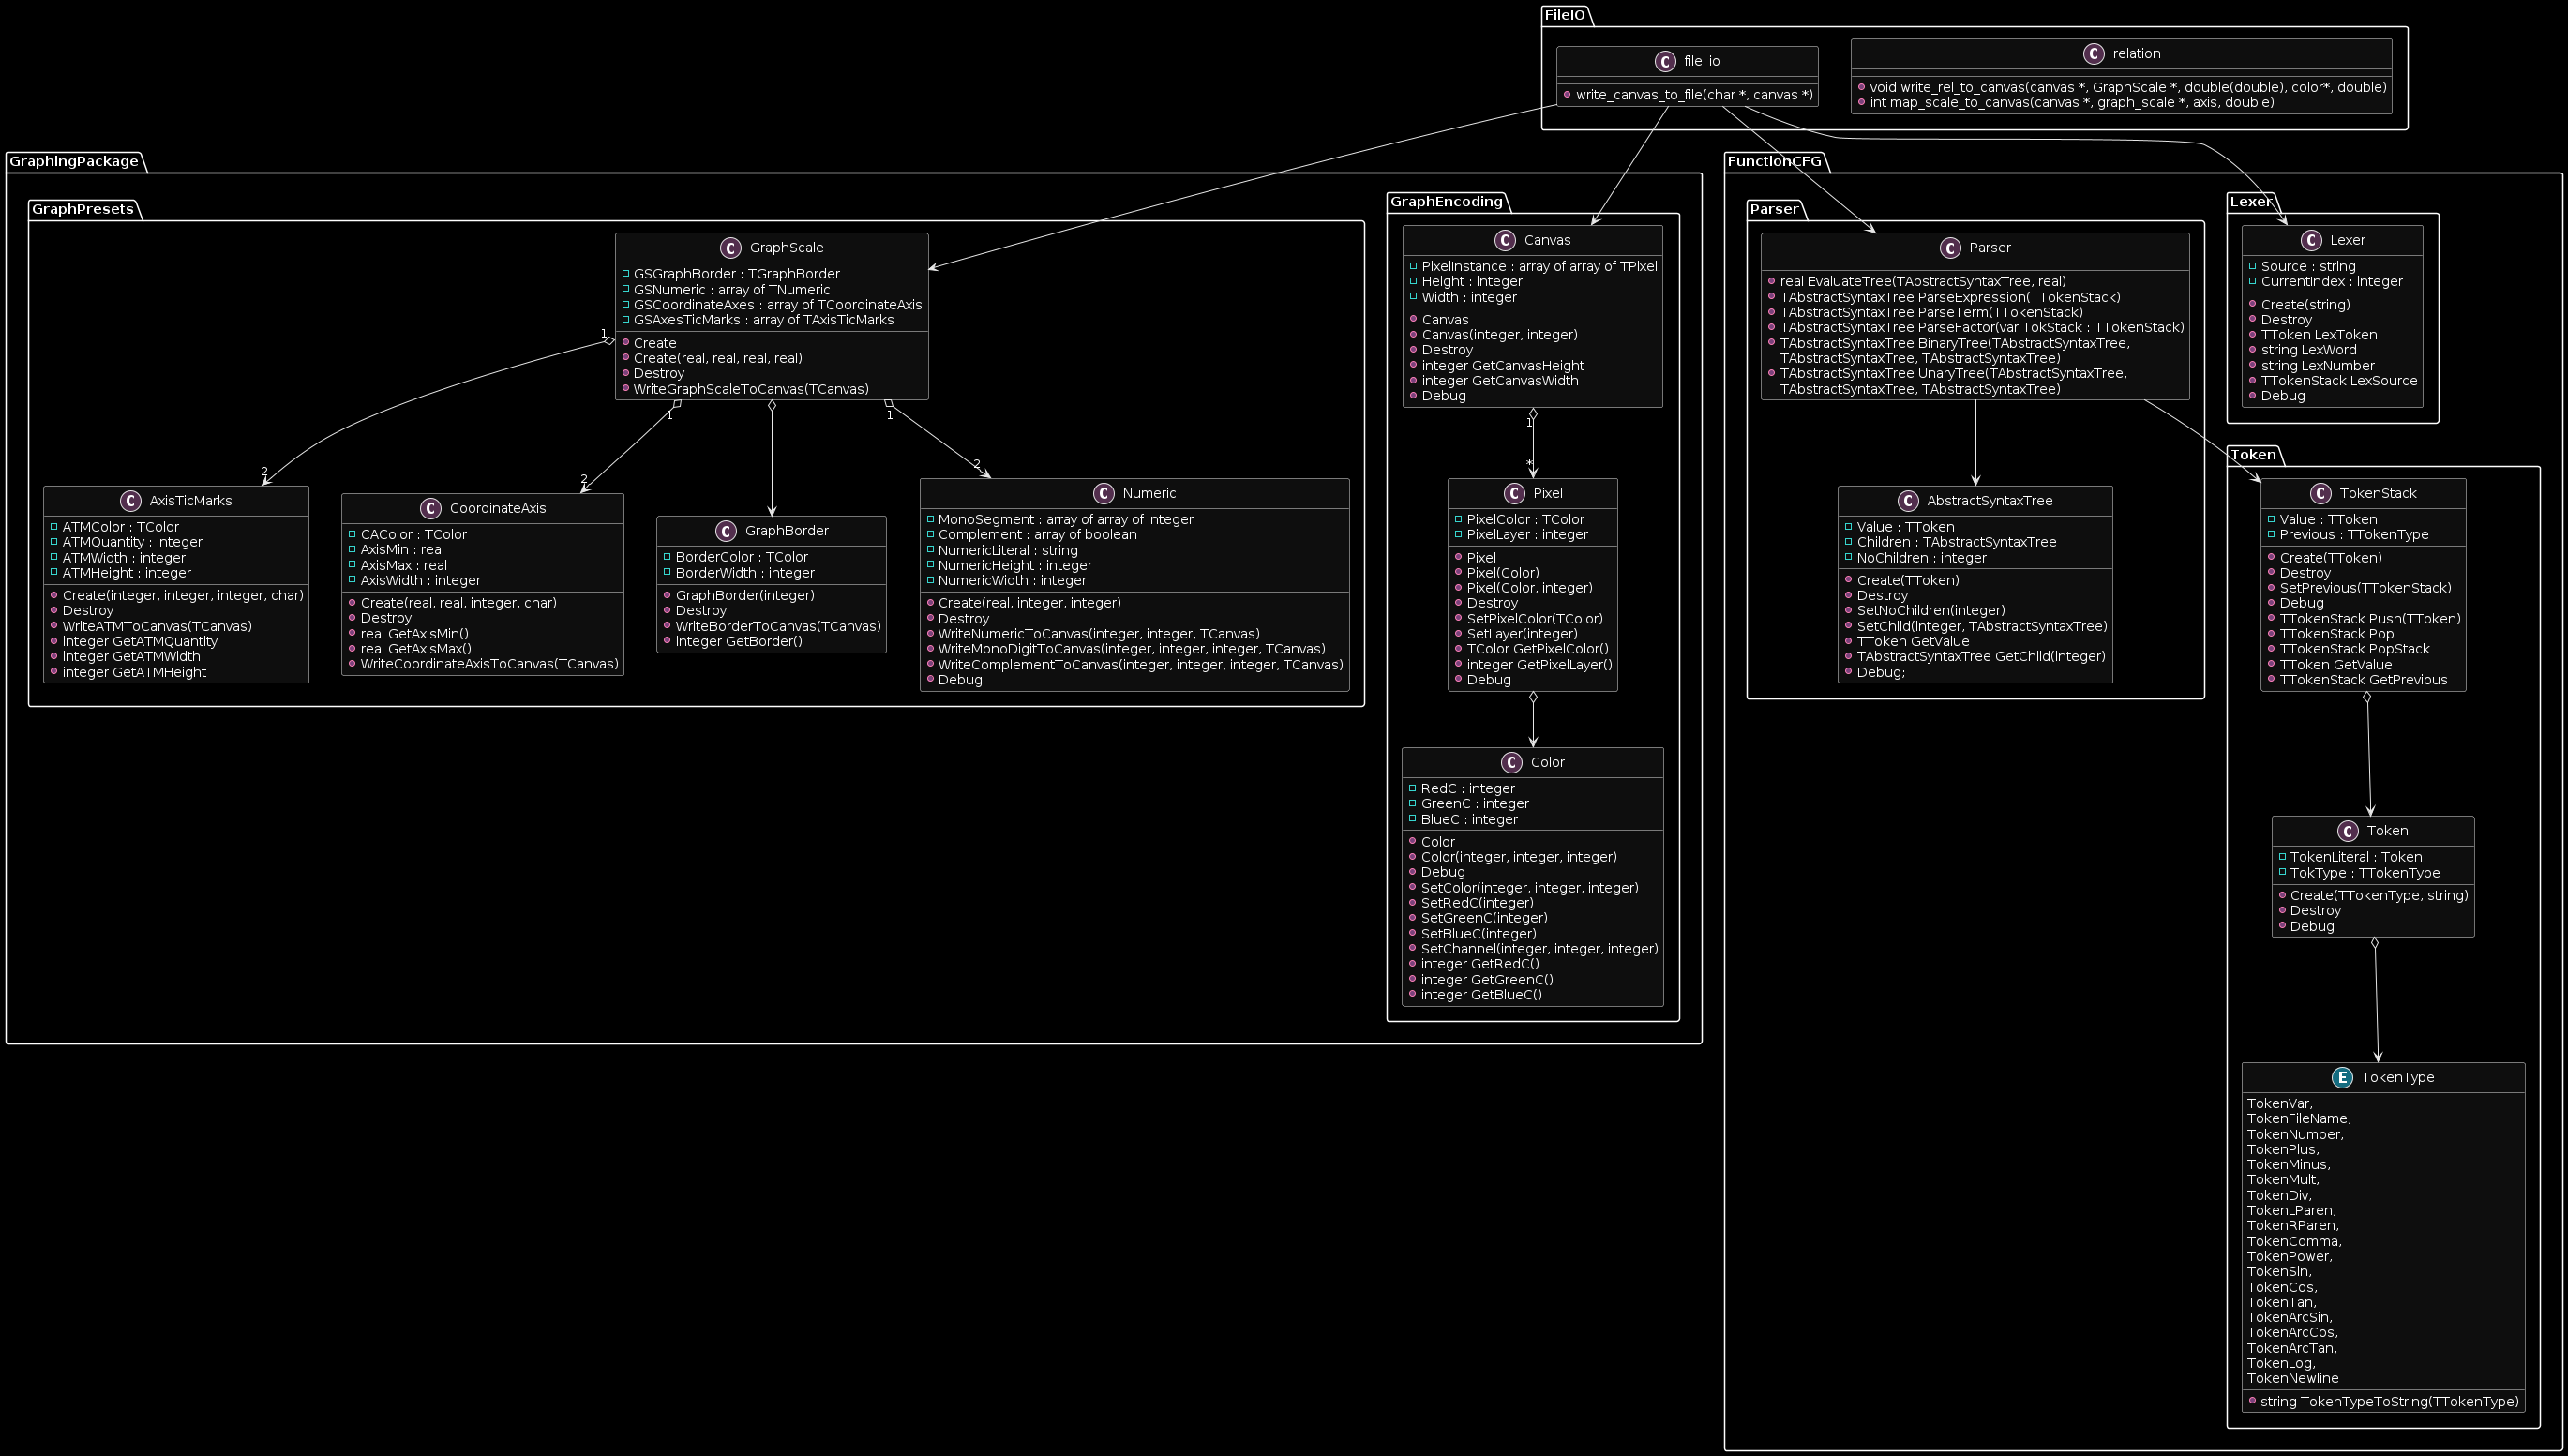 FileIO
C file_io
write_canvas_to_file(char *, canvas *)
C relation
void write_rel_to_canvas(canvas *, GraphScale *, double(double), color*, double)
int map_scale_to_canvas(canvas *, graph_scale *, axis, double)
GraphingPackage
GraphPresets
C GraphScale
GSGraphBorder : TGraphBorder
GSNumeric : array of TNumeric
GSCoordinateAxes : array of TCoordinateAxis
GSAxesTicMarks : array of TAxisTicMarks
Create
Create(real, real, real, real)
Destroy
WriteGraphScaleToCanvas(TCanvas)
1
1
1
2
2
2
C AxisTicMarks
ATMColor : TColor
ATMQuantity : integer
ATMWidth : integer
ATMHeight : integer
Create(integer, integer, integer, char)
Destroy
WriteATMToCanvas(TCanvas)
integer GetATMQuantity
integer GetATMWidth
integer GetATMHeight
C CoordinateAxis
CAColor : TColor
AxisMin : real
AxisMax : real
AxisWidth : integer
Create(real, real, integer, char)
Destroy
real GetAxisMin()
real GetAxisMax()
WriteCoordinateAxisToCanvas(TCanvas)
C GraphBorder
BorderColor : TColor
BorderWidth : integer
GraphBorder(integer)
Destroy
WriteBorderToCanvas(TCanvas)
integer GetBorder()
C Numeric
MonoSegment : array of array of integer
Complement : array of boolean
NumericLiteral : string
NumericHeight : integer
NumericWidth : integer
Create(real, integer, integer)
Destroy
WriteNumericToCanvas(integer, integer, TCanvas)
WriteMonoDigitToCanvas(integer, integer, integer, TCanvas)
WriteComplementToCanvas(integer, integer, integer, TCanvas)
Debug
GraphEncoding
C Canvas
PixelInstance : array of array of TPixel
Height : integer
Width : integer
Canvas
Canvas(integer, integer)
Destroy
integer GetCanvasHeight
integer GetCanvasWidth
Debug
1
*
C Pixel
PixelColor : TColor
PixelLayer : integer
Pixel
Pixel(Color)
Pixel(Color, integer)
Destroy
SetPixelColor(TColor)
SetLayer(integer)
TColor GetPixelColor()
integer GetPixelLayer()
Debug
C Color
RedC : integer
GreenC : integer
BlueC : integer
Color
Color(integer, integer, integer)
Debug
SetColor(integer, integer, integer)
SetRedC(integer)
SetGreenC(integer)
SetBlueC(integer)
SetChannel(integer, integer, integer)
integer GetRedC()
integer GetGreenC()
integer GetBlueC()
FunctionCFG
Parser
C Parser
real EvaluateTree(TAbstractSyntaxTree, real)
TAbstractSyntaxTree ParseExpression(TTokenStack)
TAbstractSyntaxTree ParseTerm(TTokenStack)
TAbstractSyntaxTree ParseFactor(var TokStack : TTokenStack)
TAbstractSyntaxTree BinaryTree(TAbstractSyntaxTree,
TAbstractSyntaxTree, TAbstractSyntaxTree)
TAbstractSyntaxTree UnaryTree(TAbstractSyntaxTree,
TAbstractSyntaxTree, TAbstractSyntaxTree)
C AbstractSyntaxTree
Value : TToken
Children : TAbstractSyntaxTree
NoChildren : integer
Create(TToken)
Destroy
SetNoChildren(integer)
SetChild(integer, TAbstractSyntaxTree)
TToken GetValue
TAbstractSyntaxTree GetChild(integer)
Debug;
Lexer
C Lexer
Source : string
CurrentIndex : integer
Create(string)
Destroy
TToken LexToken
string LexWord
string LexNumber
TTokenStack LexSource
Debug
Token
C TokenStack
Value : TToken
Previous : TTokenType
Create(TToken)
Destroy
SetPrevious(TTokenStack)
Debug
TTokenStack Push(TToken)
TTokenStack Pop
TTokenStack PopStack
TToken GetValue
TTokenStack GetPrevious
C Token
TokenLiteral : Token
TokType : TTokenType
Create(TTokenType, string)
Destroy
Debug
E TokenType
TokenVar,
TokenFileName,
TokenNumber,
TokenPlus,
TokenMinus,
TokenMult,
TokenDiv,
TokenLParen,
TokenRParen,
TokenComma,
TokenPower,
TokenSin,
TokenCos,
TokenTan,
TokenArcSin,
TokenArcCos,
TokenArcTan,
TokenLog,
TokenNewline
string TokenTypeToString(TTokenType)